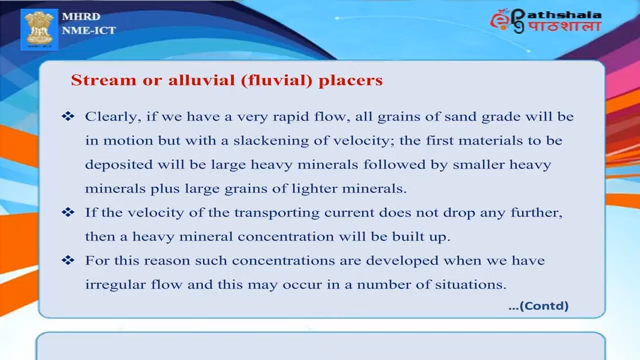 MHRD
NME-ICT
Pathshala
पाठशाला
Stream or alluvial (fluvial) placers
❖ Clearly, if we have a very rapid flow, all grains of sand grade will be
in motion but with a slackening of velocity; the first materials to be
deposited will be large heavy minerals followed by smaller heavy
minerals plus large grains of lighter minerals.
❖ If the velocity of the transporting current does not drop any further,
then a heavy mineral concentration will be built up.
❖ For this reason such concentrations are developed when we have
irregular flow and this may occur in a number of situations.
...(Contd)